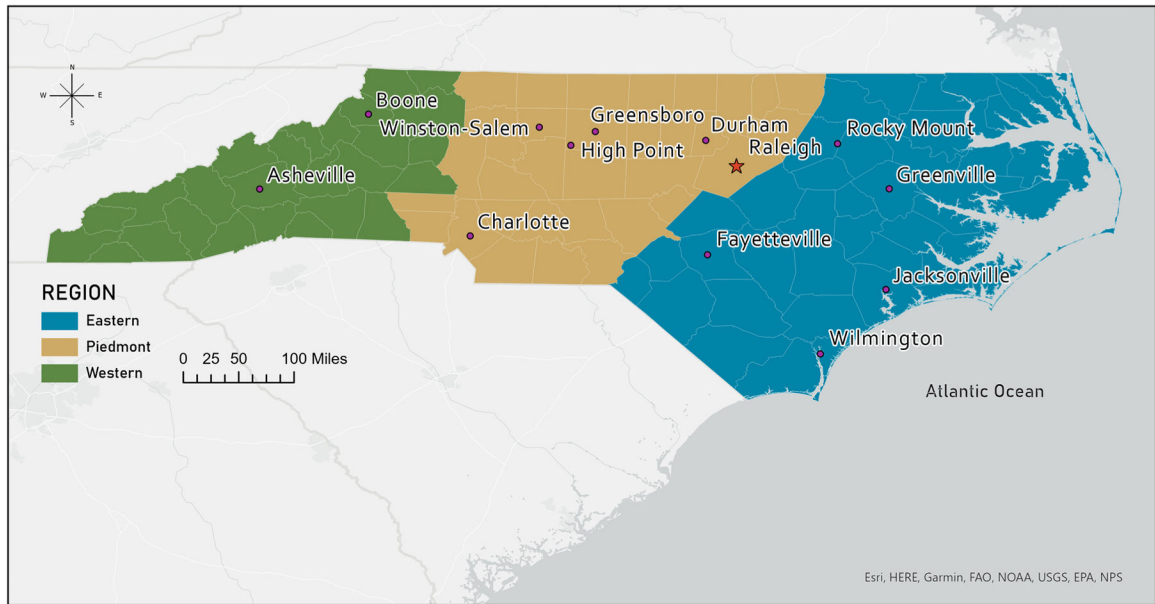 N
W E
S
Boone
Winston-Salem
Greensboro
High Point
Durham
Raleigh
Rocky Mount
Asheville
Greenville
Charlotte
Fayetteville
Jacksonville
Wilmington
REGION
Eastern
Piedmont
Western
0 25 50 100 Miles
Atlantic Ocean
Esri, HERE, Garmin, FAO, NOAA, USGS, EPA, NPS